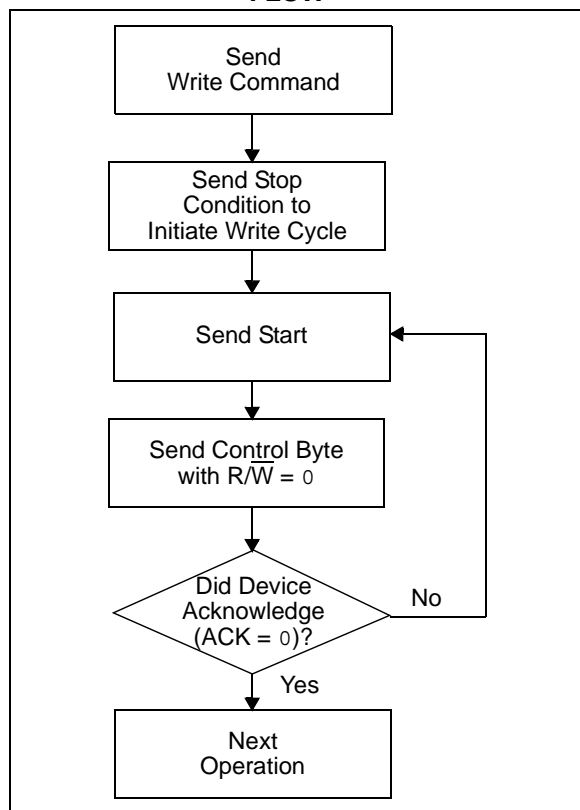 Send
Write Command
Send Stop
Condition to
Initiate Write Cycle
Send Start
Send Control Byte
with R/W̅ = 0
Did Device
Acknowledge
(ACK = 0)?
No
Yes
Next
Operation